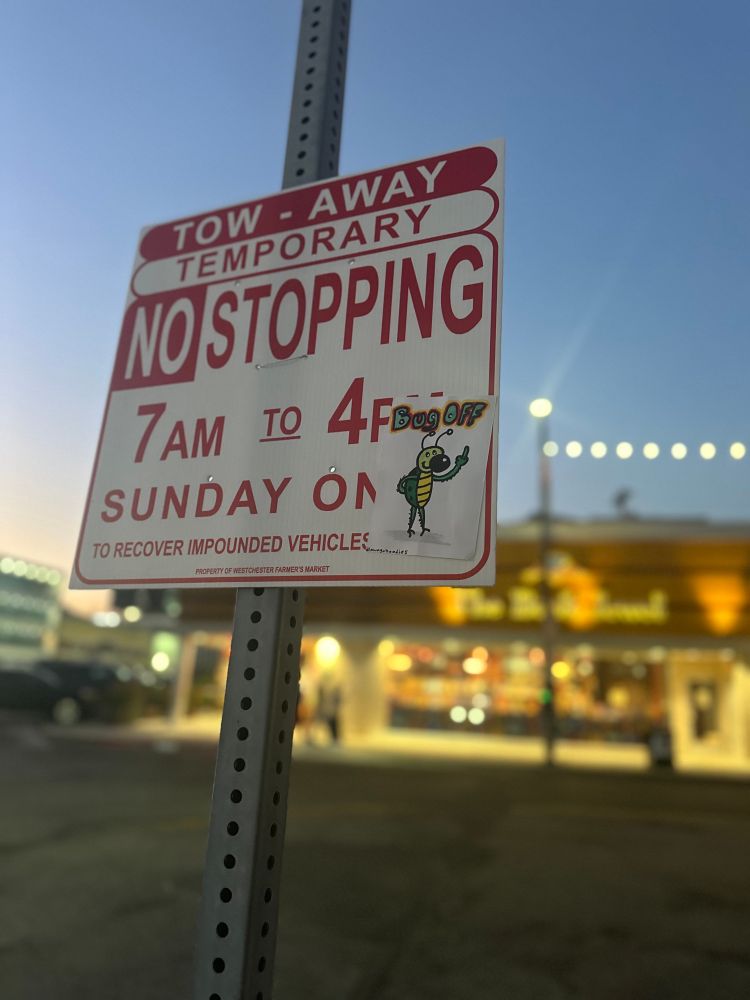 TOW - AWAY
TEMPORARY
NO STOPPING
7AM TO 4P
Bug OFF
SUNDAY ON
TO RECOVER IMPOUNDED VEHICLES
PROPERTY OF WESTCHESTER FARMER'S MARKET